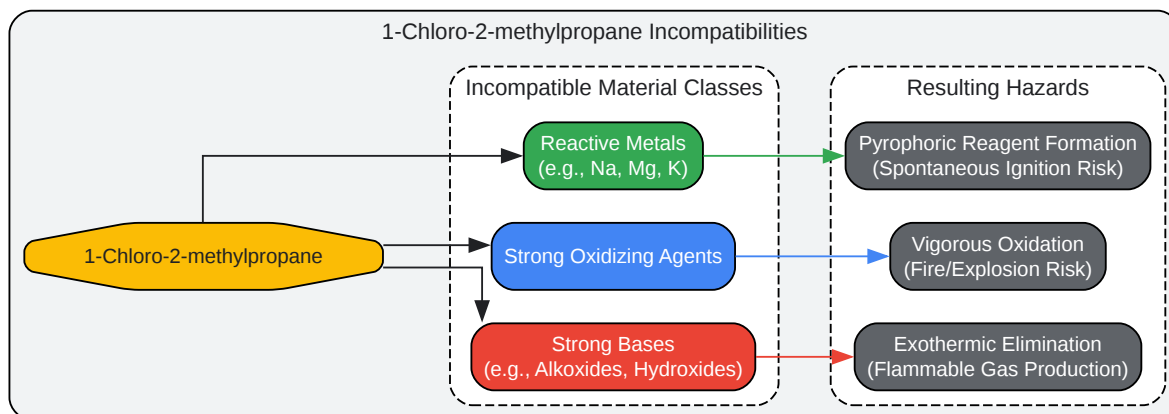 1-Chloro-2-methylpropane Incompatibilities
Incompatible Material Classes
Resulting Hazards
Reactive Metals
(e.g., Na, Mg, K)
Pyrophoric Reagent Formation
(Spontaneous Ignition Risk)
1-Chloro-2-methylpropane
Strong Oxidizing Agents
Vigorous Oxidation
(Fire/Explosion Risk)
Strong Bases
(e.g., Alkoxides, Hydroxides)
Exothermic Elimination
(Flammable Gas Production)